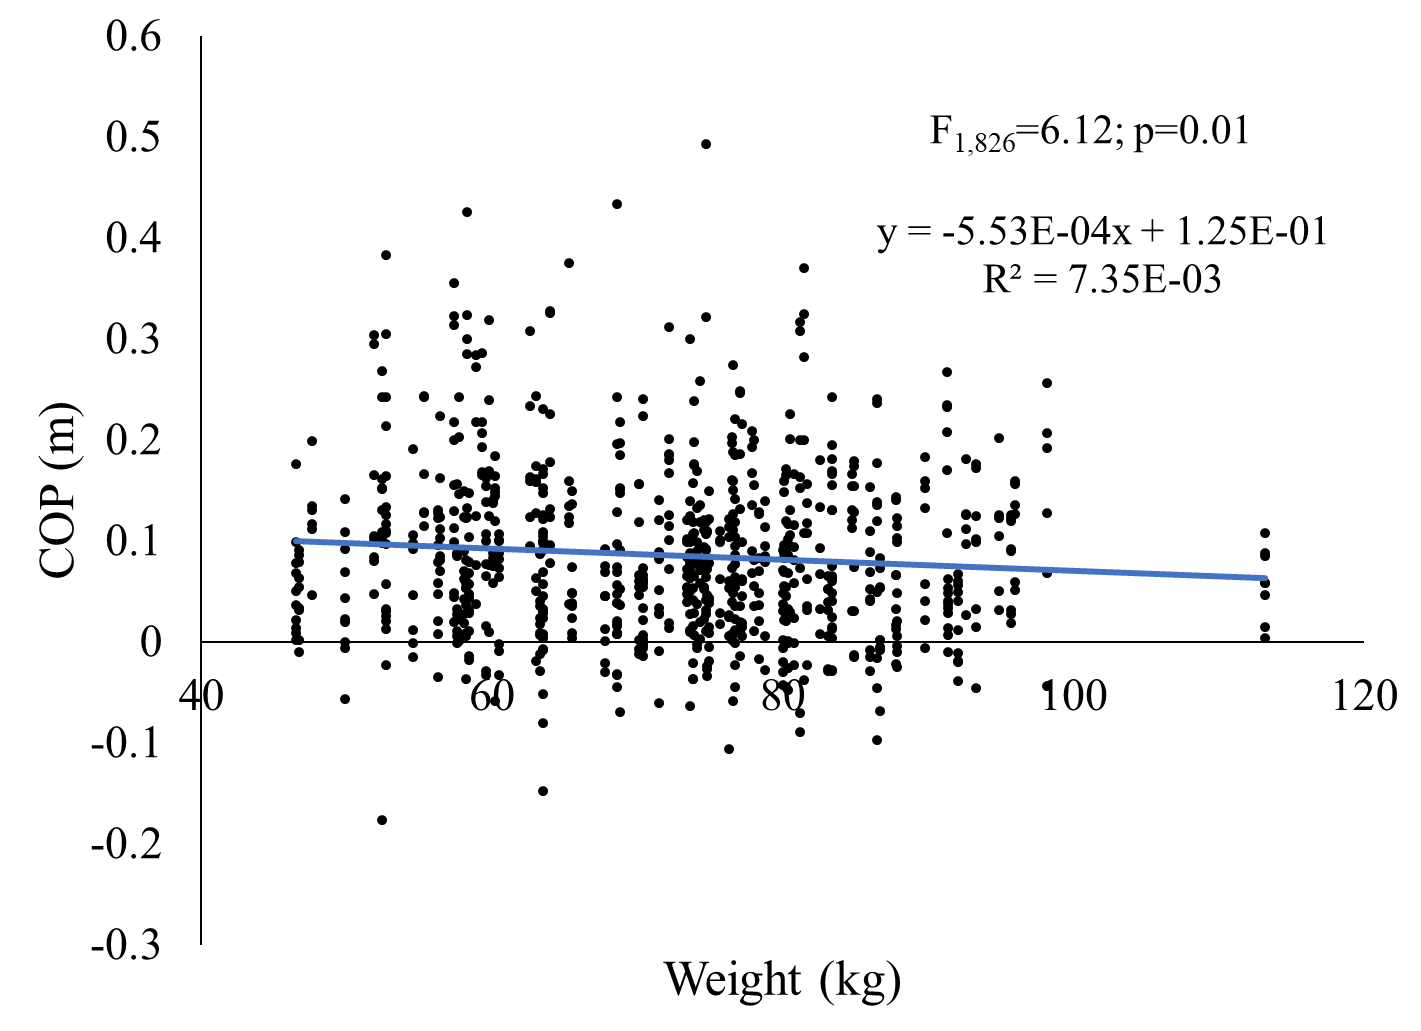 0.6
0.5
0.4
0.3
0.2
0.1
0
-0.1
-0.2
-0.3
COP (m)
F1,826=6.12; p=0.01
y = -5.53E-04x + 1.25E-01
R² = 7.35E-03
40 60 80 100 120
Weight (kg)